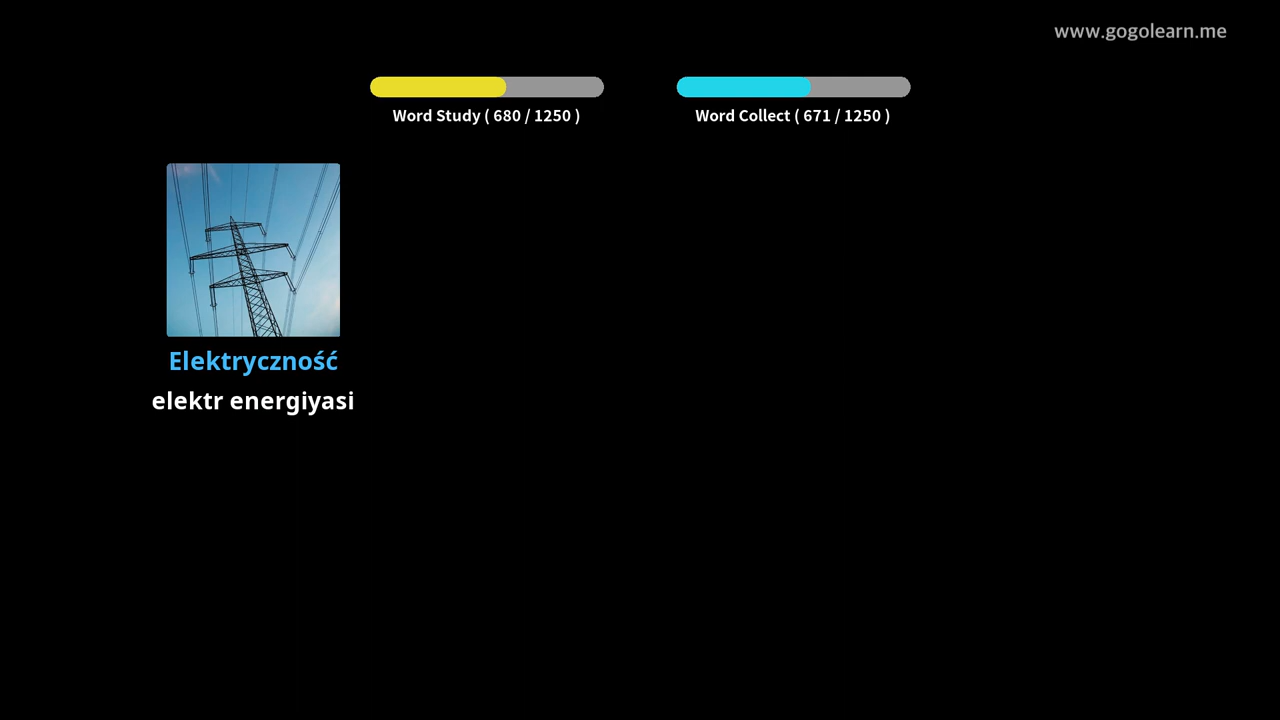 www.gogolearn.me
Word Study ( 680 / 1250 )
Word Collect ( 671 / 1250 )
Elektryczność
elektr energiyasi